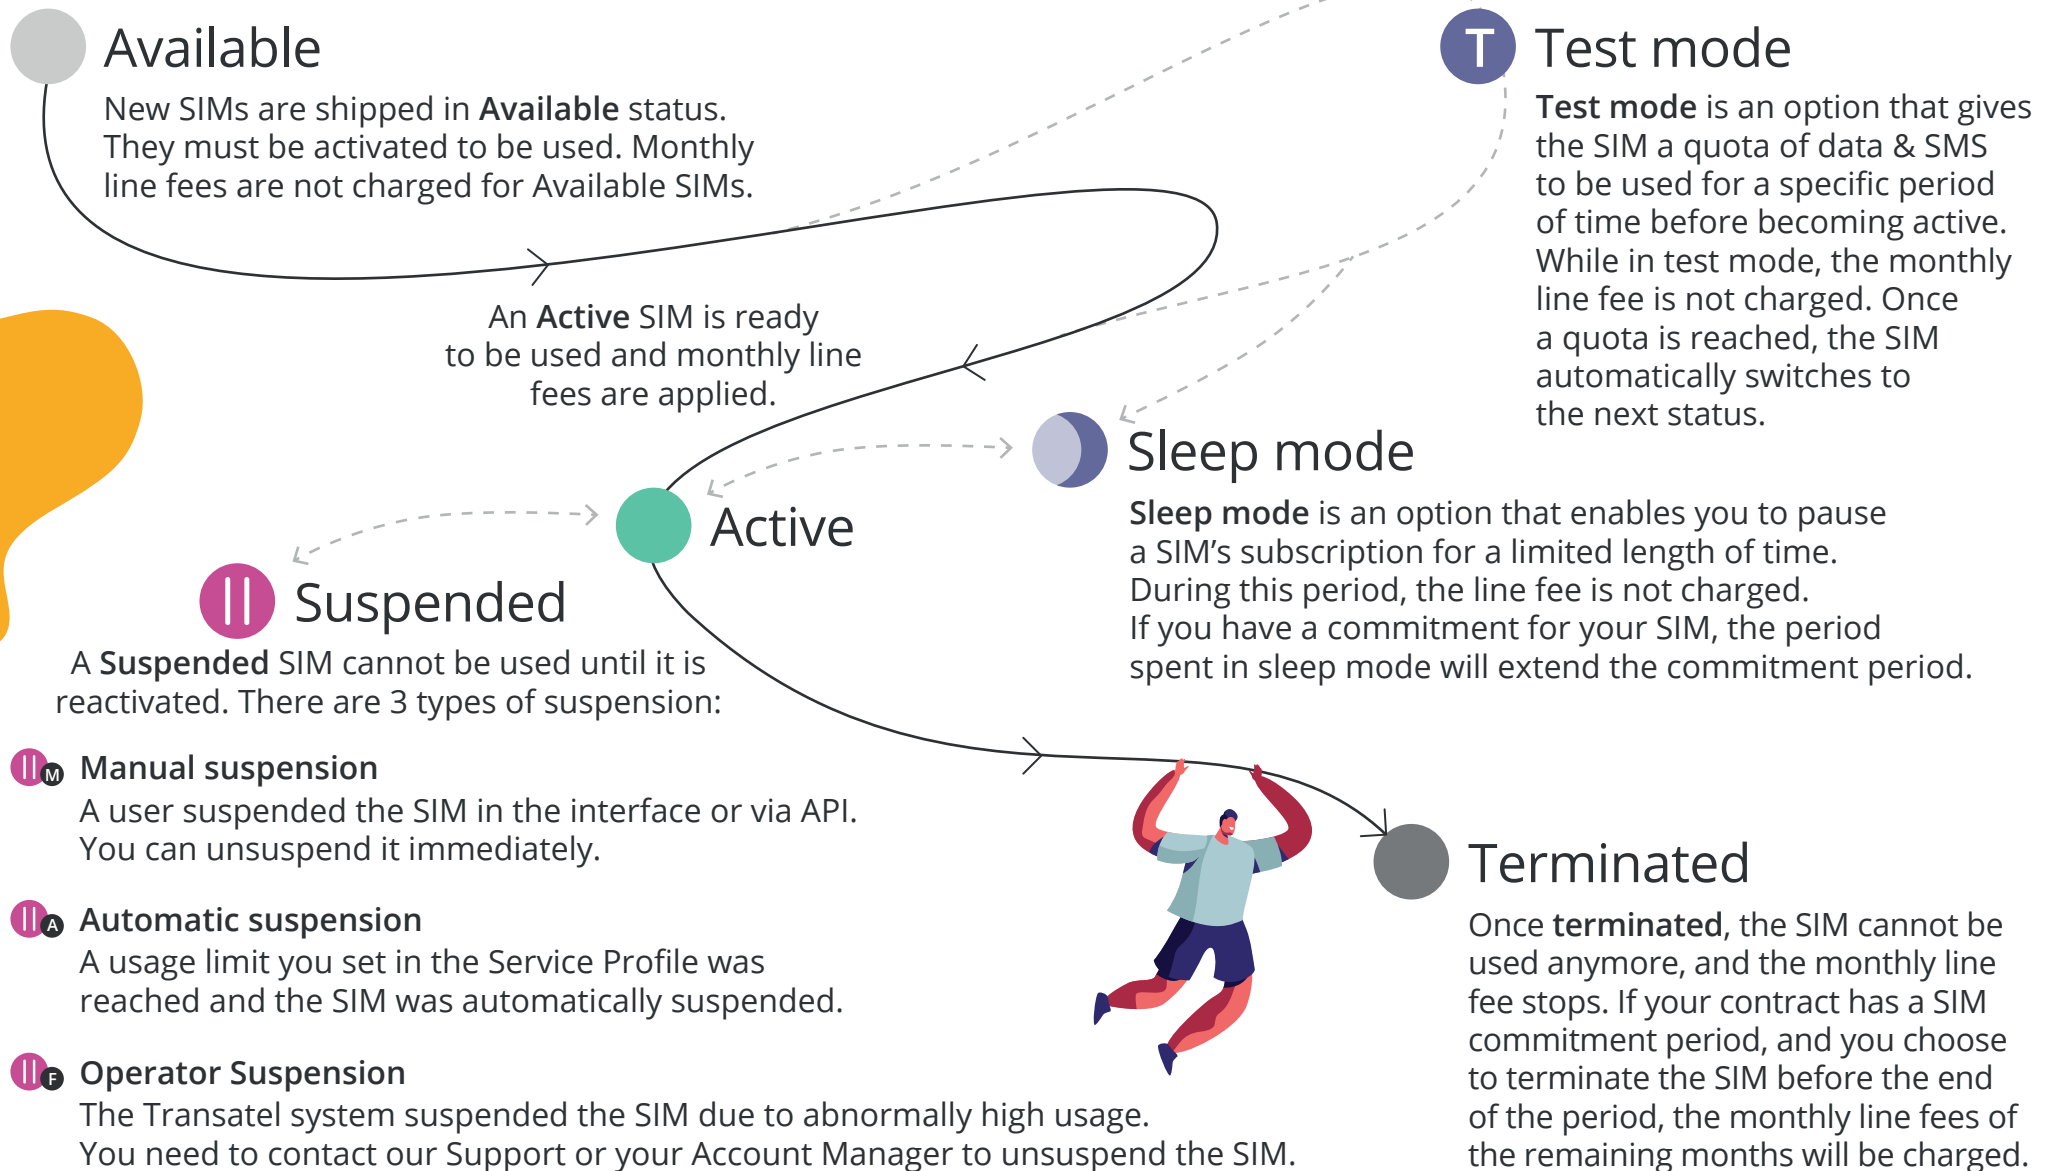 Available
New SIMs are shipped in Available status.
They must be activated to be used. Monthly
line fees are not charged for Available SIMs.
T
Test mode
Test mode is an option that gives
the SIM a quota of data & SMS
to be used for a specific period
of time before becoming active.
While in test mode, the monthly
line fee is not charged. Once
a quota is reached, the SIM
automatically switches to
the next status.
An Active SIM is ready
to be used and monthly line
fees are applied.
Sleep mode
Sleep mode is an option that enables you to pause
a SIM's subscription for a limited length of time.
During this period, the line fee is not charged.
If you have a commitment for your SIM, the period
spent in sleep mode will extend the commitment period.
Active
Suspended
A Suspended SIM cannot be used until it is
reactivated. There are 3 types of suspension:
M
Manual suspension
A user suspended the SIM in the interface or via API.
You can unsuspend it immediately.
A
Automatic suspension
A usage limit you set in the Service Profile was
reached and the SIM was automatically suspended.
F
Operator Suspension
The Transatel system suspended the SIM due to abnormally high usage.
You need to contact our Support or your Account Manager to unsuspend the SIM.
Terminated
Once terminated, the SIM cannot be
used anymore, and the monthly line
fee stops. If your contract has a SIM
commitment period, and you choose
to terminate the SIM before the end
of the period, the monthly line fees of
the remaining months will be charged.